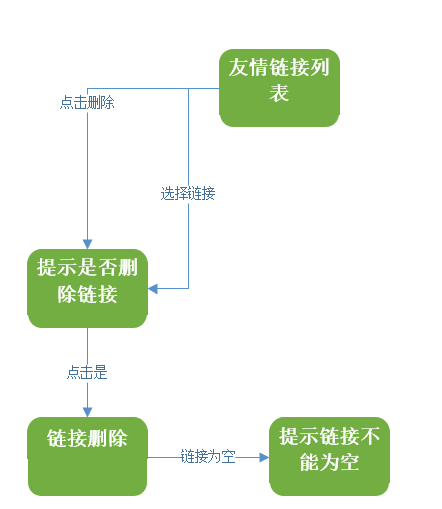 友情链接列
表
点击删除
选择链接
提示是否删
除链接
点击是
链接删除
链接为空
提示链接不
能为空